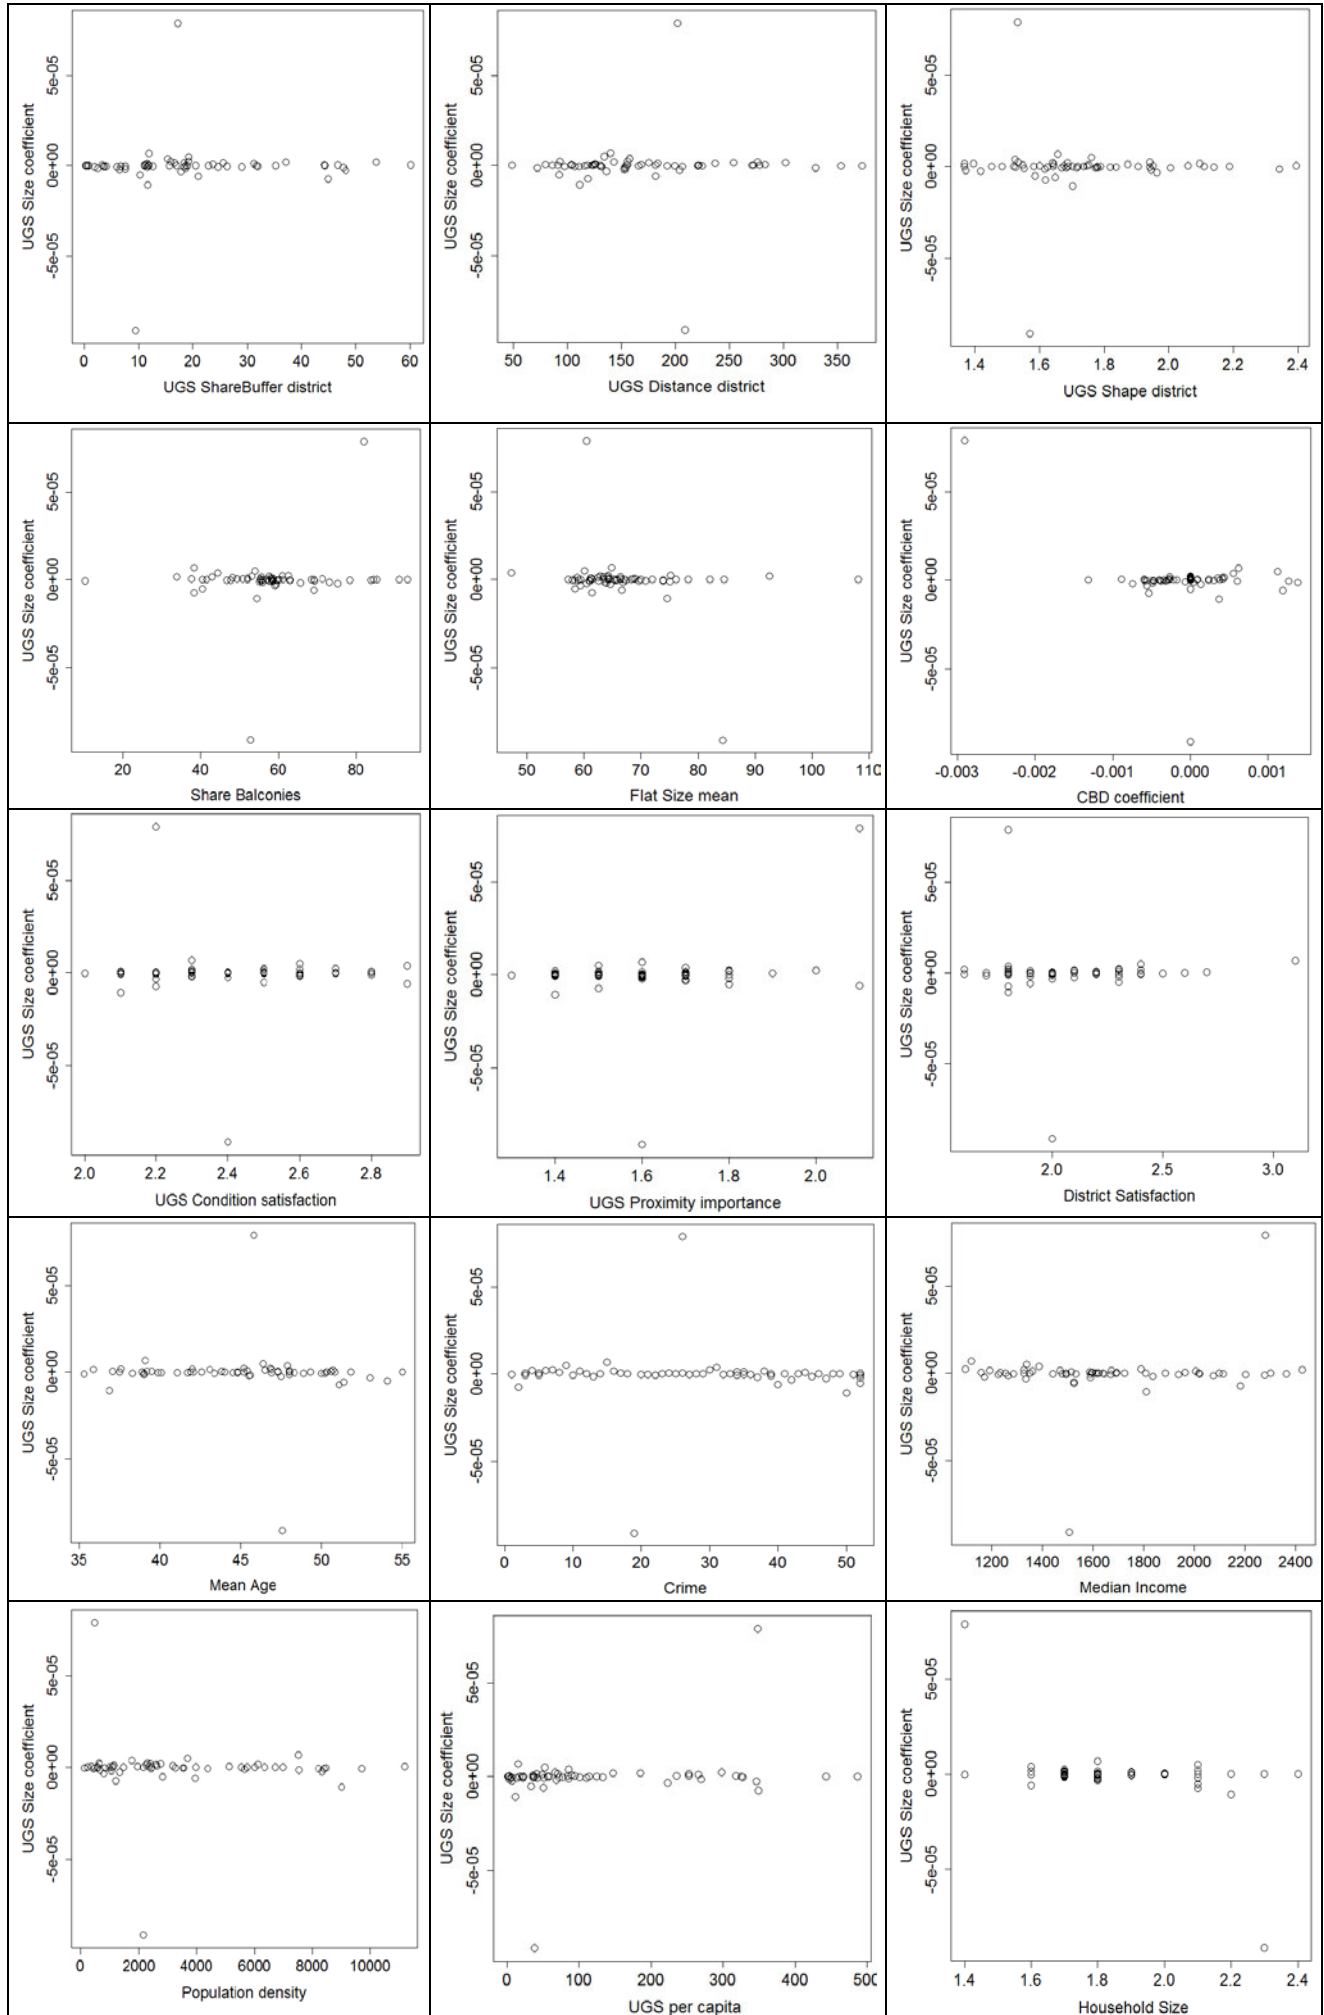 UGS Size coefficient
5e-05
0e+00
-5e-05
0 10 20 30 40 50 60
UGS ShareBuffer district
UGS Size coefficient
5e-05
0e+00
-5e-05
50 100 150 200 250 300 350
UGS Distance district
UGS Size coefficient
5e-05
0e+00
-5e-05
1.4 1.6 1.8 2.0 2.2 2.4
UGS Shape district
UGS Size coefficient
5e-05
0e+00
-5e-05
20 40 60 80
Share Balconies
UGS Size coefficient
5e-05
0e+00
-5e-05
50 60 70 80 90 100 110
Flat Size mean
UGS Size coefficient
5e-05
0e+00
-5e-05
-0.003 -0.002 -0.001 0.000 0.001
CBD coefficient
UGS Size coefficient
5e-05
0e+00
-5e-05
2.0 2.2 2.4 2.6 2.8
UGS Condition satisfaction
UGS Size coefficient
5e-05
0e+00
-5e-05
1.4 1.6 1.8 2.0
UGS Proximity importance
UGS Size coefficient
5e-05
0e+00
-5e-05
2.0 2.5 3.0
District Satisfaction
UGS Size coefficient
5e-05
0e+00
-5e-05
35 40 45 50 55
Mean Age
UGS Size coefficient
5e-05
0e+00
-5e-05
0 10 20 30 40 50
Crime
UGS Size coefficient
5e-05
0e+00
-5e-05
1200 1400 1600 1800 2000 2200 2400
Median Income
UGS Size coefficient
5e-05
0e+00
-5e-05
0 2000 4000 6000 8000 10000
Population density
UGS Size coefficient
5e-05
0e+00
-5e-05
0 100 200 300 400 500
UGS per capita
UGS Size coefficient
5e-05
0e+00
-5e-05
1.4 1.6 1.8 2.0 2.2 2.4
Household Size